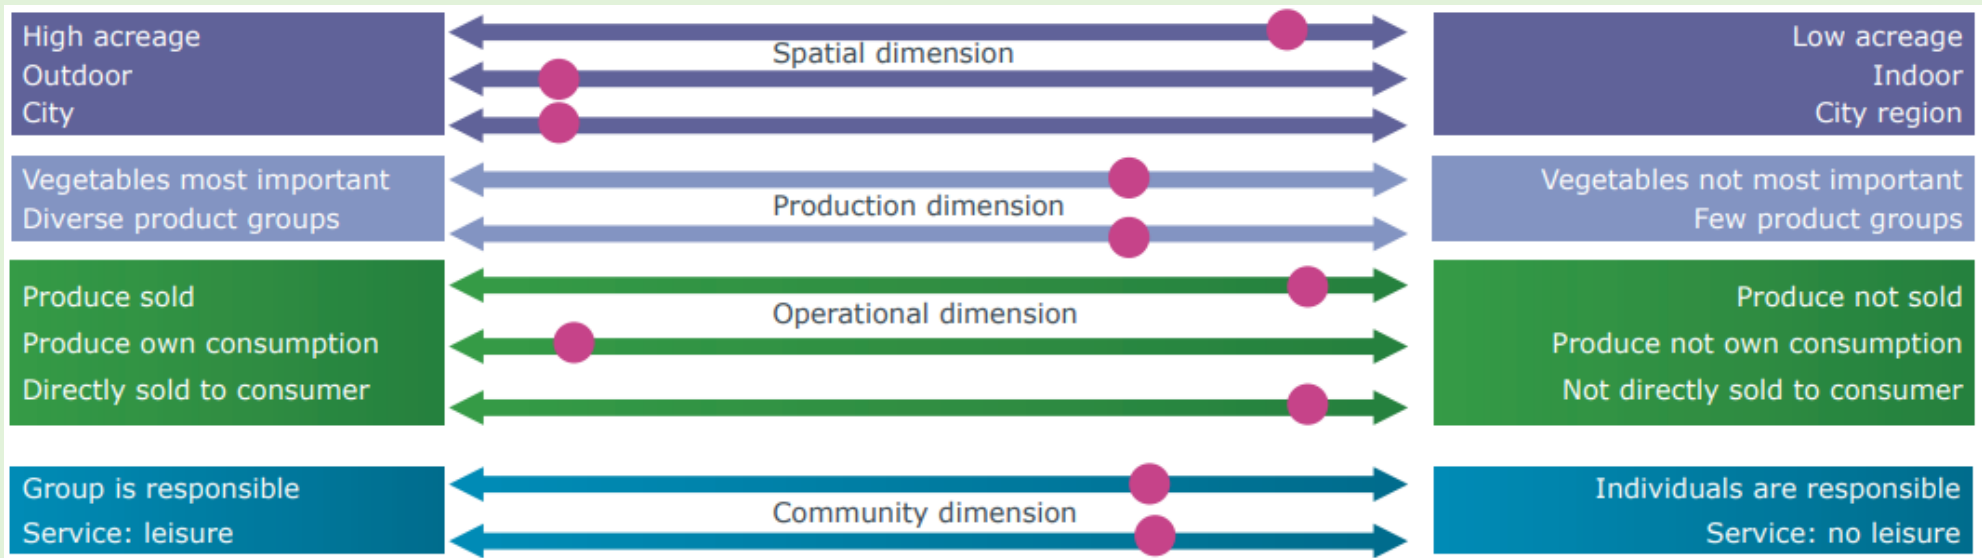 High acreage
Spatial dimension
Low acreage
Outdoor
Indoor
City
City region
Vegetables most important
Production dimension
Vegetables not most important
Diverse product groups
Few product groups
Produce sold
Operational dimension
Produce not sold
Produce own consumption
Produce not own consumption
Directly sold to consumer
Not directly sold to consumer
Group is responsible
Community dimension
Individuals are responsible
Service: leisure
Service: no leisure